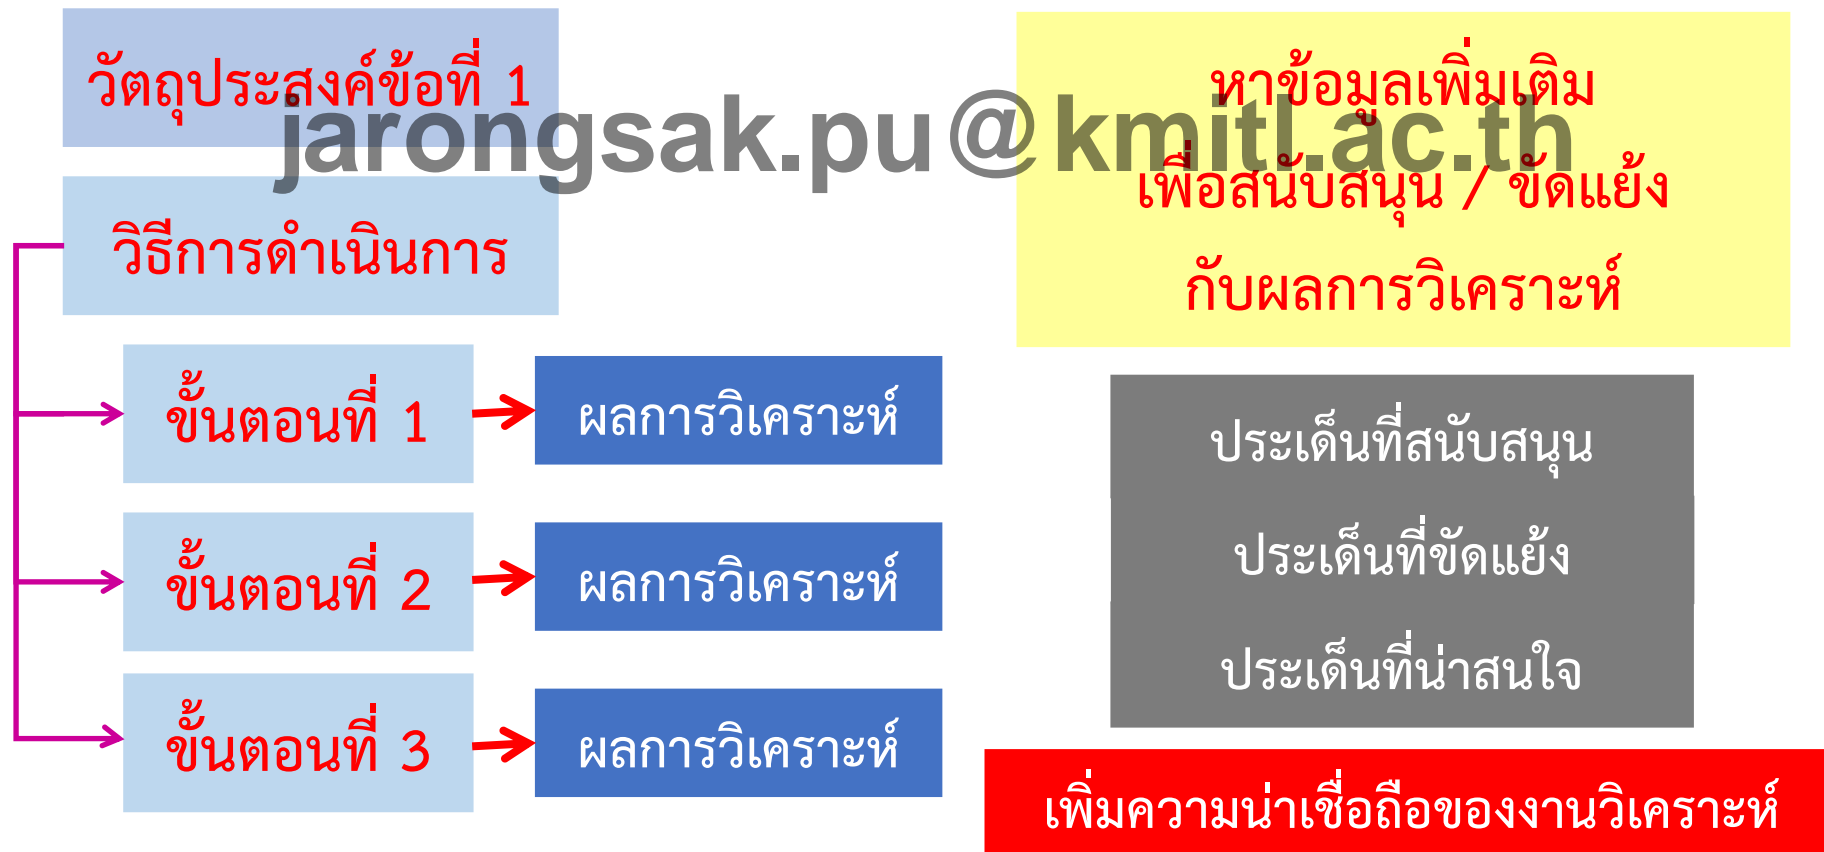 วัตถุประสงค์ข้อที่ 1
วิธีการดำเนินการ
ขั้นตอนที่ 1
ผลการวิเคราะห์
ขั้นตอนที่ 2
ผลการวิเคราะห์
ขั้นตอนที่ 3
ผลการวิเคราะห์
หาข้อมูลเพิ่มเติม
เพื่อสนับสนุน / ขัดแย้ง
กับผลการวิเคราะห์
ประเด็นที่สนับสนุน
ประเด็นที่ขัดแย้ง
ประเด็นที่น่าสนใจ
เพิ่มความน่าเชื่อถือของงานวิเคราะห์
jarongsak.pu@kmitl.ac.th